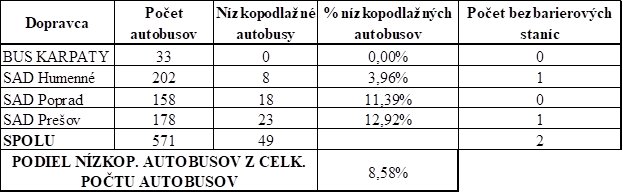 Dopravca Počet autobusov Nízkopodlažné autobusy % nízkopodlažných autobusov Počet bezbarierových staníc
BUS KARPATY 33 0 0,00% 0
SAD Humenné 202 8 3,96% 1
SAD Poprad 158 18 11,39% 0
SAD Prešov 178 23 12,92% 1
SPOLU 571 49 2
PODIEL NÍZKOP. AUTOBUSOV Z CELK. POČTU AUTOBUSOV 8,58%